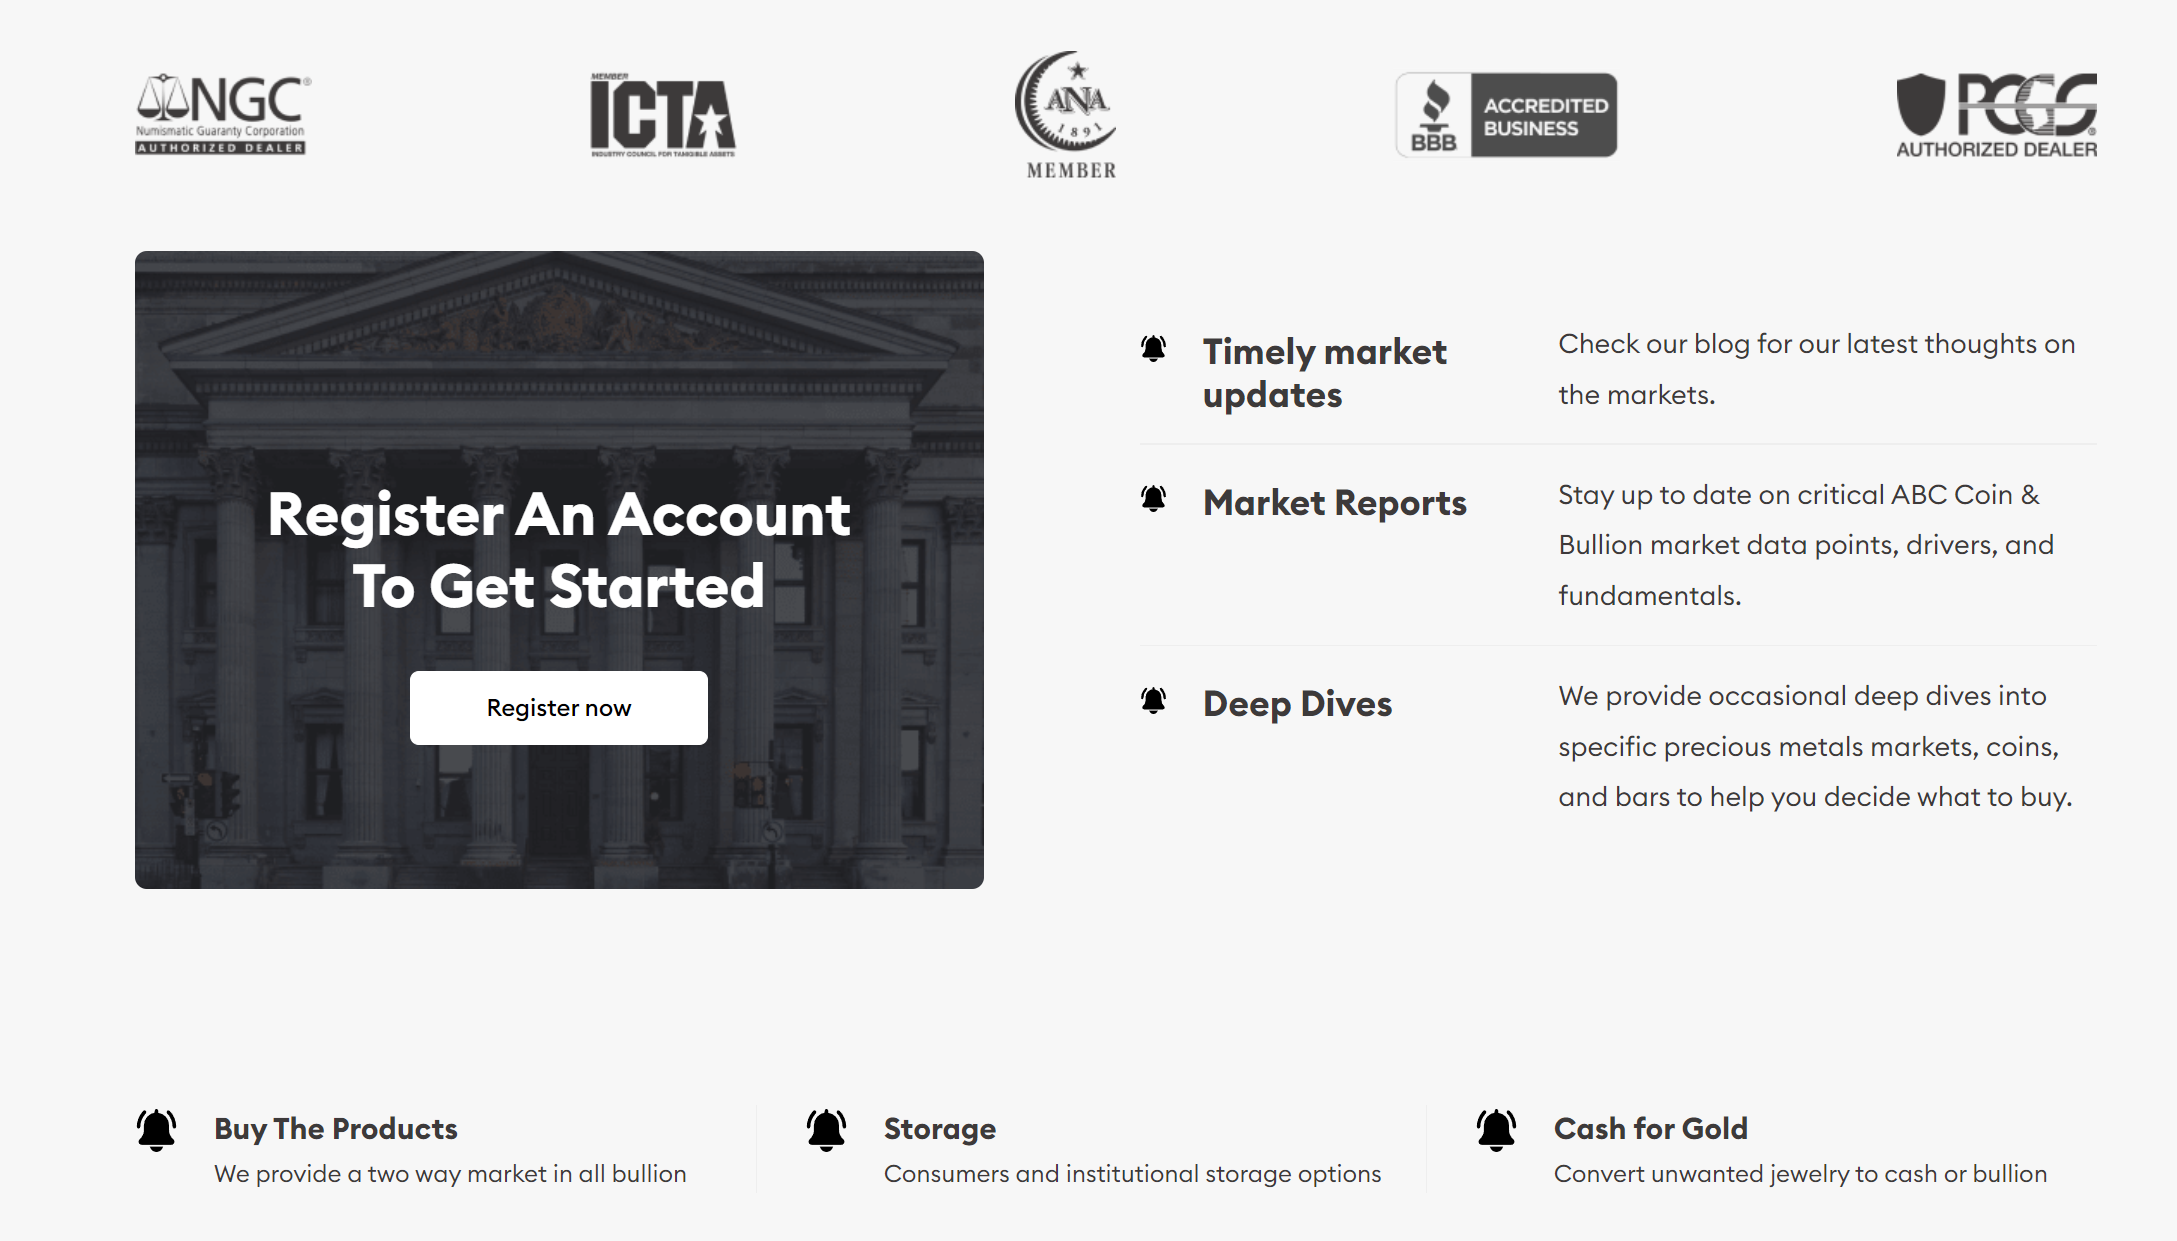 NGC®
Numismatic Guaranty Corporation
AUTHORIZED DEALER
MEMBER
ICTA
INDUSTRY COUNCIL FOR TANGIBLE ASSETS
ANA
1891
MEMBER
BBB
ACCREDITED
BUSINESS
PCGS®
AUTHORIZED DEALER
Register An Account
To Get Started
Register now
Timely market
updates
Check our blog for our latest thoughts on
the markets.
Market Reports
Stay up to date on critical ABC Coin &
Bullion market data points, drivers, and
fundamentals.
Deep Dives
We provide occasional deep dives into
specific precious metals markets, coins,
and bars to help you decide what to buy.
Buy The Products
We provide a two way market in all bullion
Storage
Consumers and institutional storage options
Cash for Gold
Convert unwanted jewelry to cash or bullion